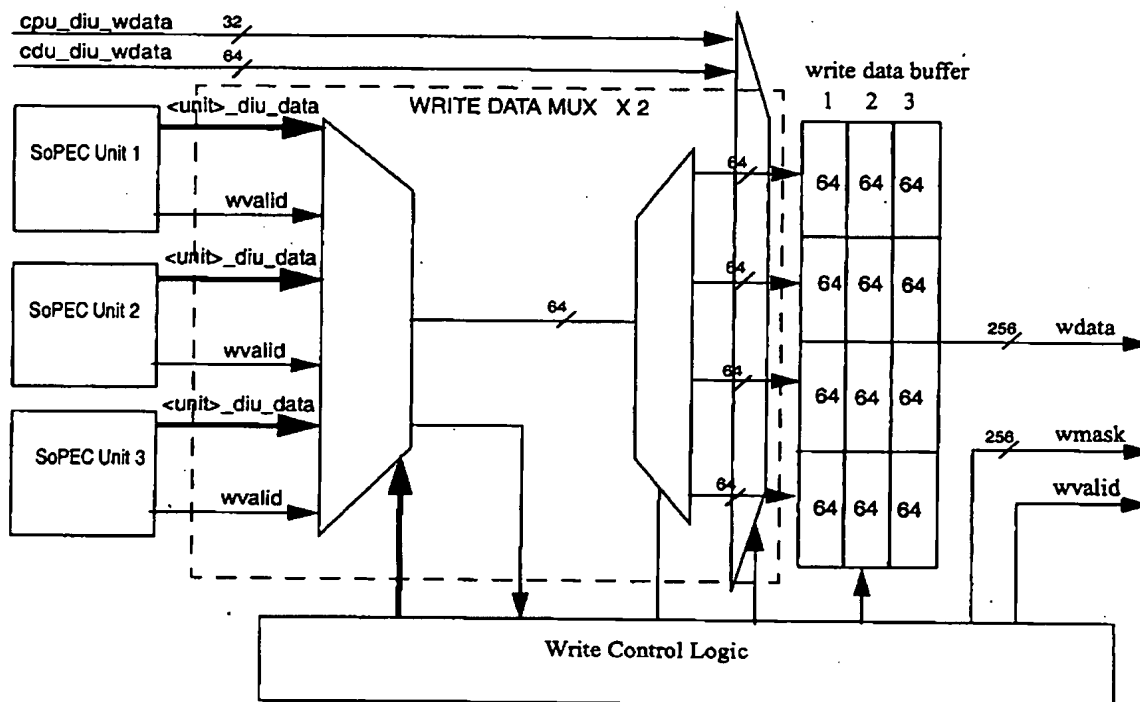 cpu_diu_wdata 32
cdu_diu_wdata 64
write data buffer
<unit>_diu_data
WRITE DATA MUX X 2
1 2 3
SoPEC Unit 1
wvalid
64
64 64 64
<unit>_diu_data
SoPEC Unit 2
64
64 64 64
64
256 wdata
wvalid
<unit>_diu_data
64
64 64 64
SoPEC Unit 3
256 wmask
wvalid
64
64 64 64
wvalid
Write Control Logic